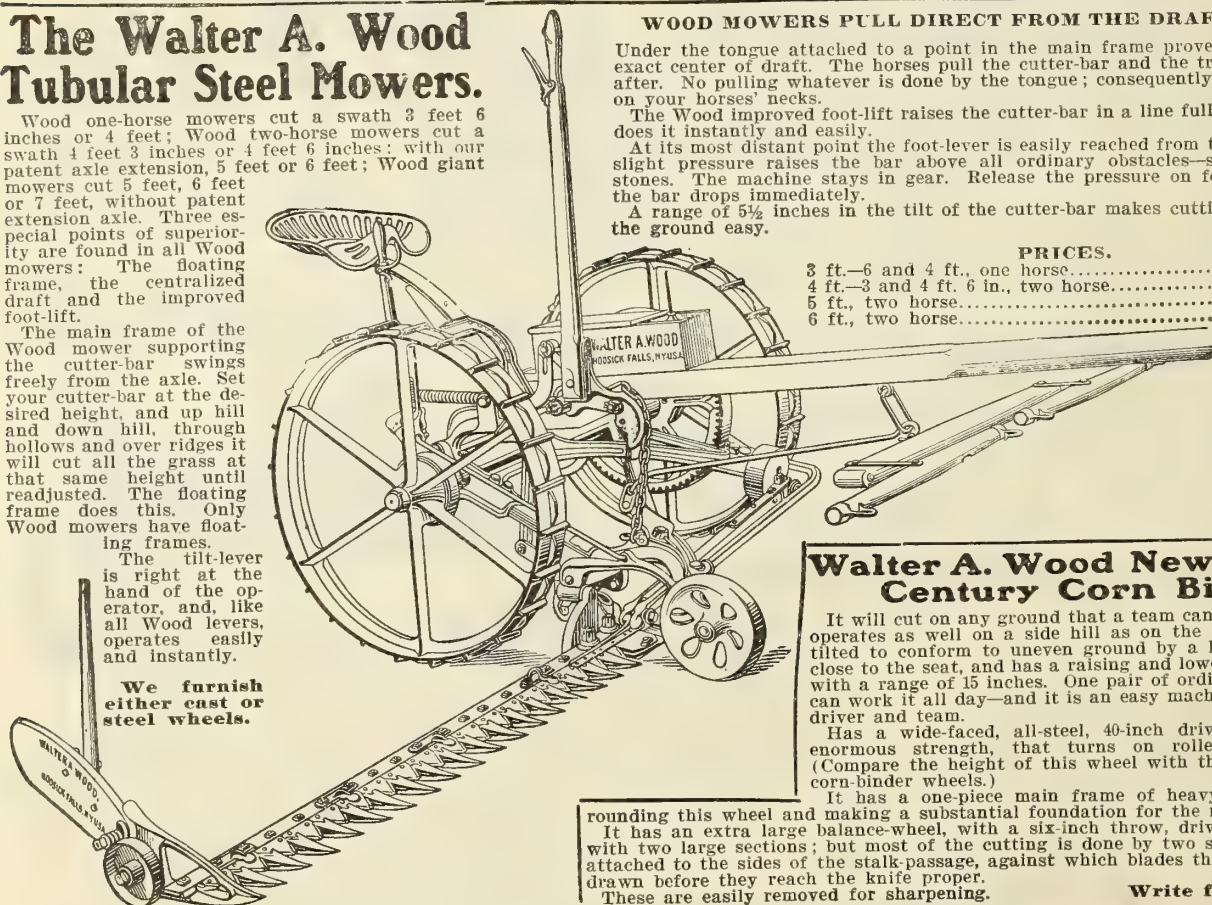 The Walter A. Wood
Tubular Steel Mowers.
Wood one-horse mowers cut a swath 3 feet 6
inches or 4 feet; Wood two-horse mowers cut a
swath 4 feet 3 inches or 4 feet 6 inches: with our
patent axle extension, 5 feet or 6 feet; Wood giant
mowers cut 5 feet, 6 feet
or 7 feet, without patent
extension axle. Three es-
pecial points of superior-
ity are found in all Wood
mowers: The floating
frame, the centralized
draft and the improved
foot-lift.
The main frame of the
Wood mower supporting
the cutter-bar swings
freely from the axle. Set
your cutter-bar at the de-
sired height, and up hill
and down hill, through
hollows and over ridges it
will cut all the grass at
that same height until
readjusted. The floating
frame does this. Only
Wood mowers have float-
ing frames.
The tilt-lever
is right at the
hand of the op-
erator, and, like
all Wood levers,
operates easily
and instantly.
We furnish
either cast or
steel wheels.
WALTER A. WOOD,
HOOSICK FALLS, NY USA
WALTER A. WOOD
HOOSICK FALLS, NY USA
WOOD MOWERS PULL DIRECT FROM THE DRAF
Under the tongue attached to a point in the main frame prove
exact center of draft. The horses pull the cutter-bar and the tr
after. No pulling whatever is done by the tongue; consequently
on your horses' necks.
The Wood improved foot-lift raises the cutter-bar in a line full
does it instantly and easily.
At its most distant point the foot-lever is easily reached from t
slight pressure raises the bar above all ordinary obstacles—s
stones. The machine stays in gear. Release the pressure on f
the bar drops immediately.
A range of 5½ inches in the tilt of the cutter-bar makes cutti
the ground easy.
PRICES.
3 ft.—6 and 4 ft., one horse
4 ft.—3 and 4 ft. 6 in., two horse
5 ft., two horse
6 ft., two horse
Walter A. Wood New
Century Corn Bi
It will cut on any ground that a team can
operates as well on a side hill as on the
tilted to conform to uneven ground by a l
close to the seat, and has a raising and low
with a range of 15 inches. One pair of ordi
can work it all day—and it is an easy mach
driver and team.
Has a wide-faced, all-steel, 40-inch driv
enormous strength, that turns on rolle
(Compare the height of this wheel with th
corn-binder wheels.)
It has a one-piece main frame of heavy
rounding this wheel and making a substantial foundation for the
It has an extra large balance-wheel, with a six-inch throw, driv
with two large sections; but most of the cutting is done by two s
attached to the sides of the stalk-passage, against which blades th
drawn before they reach the knife proper.
These are easily removed for sharpening.
Write f